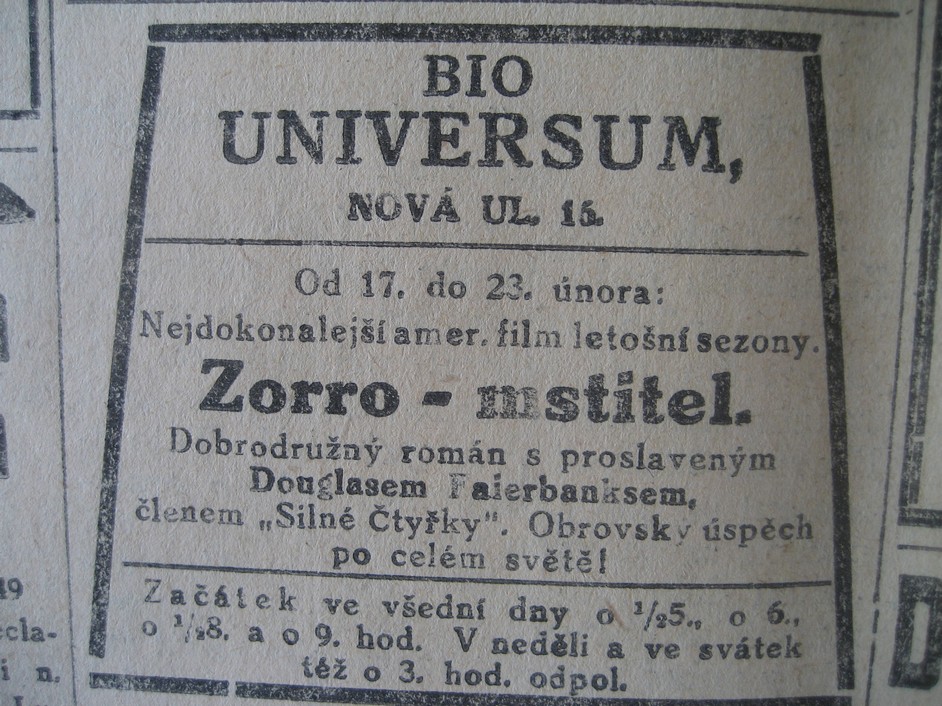 BIO
UNIVERSUM,
NOVÁ UL. 16.
Od 17. do 23. února:
Nejdokonalejší amer. film letošní sezony.
Zorro - mstitel.
Dobrodružný román s proslaveným
Douglasem Faierbanksem,
členem „Silné Čtyřky". Obrovský úspěch
po celém světě!
Začátek ve všední dny o ½5., o 6.,
o ½8. a o 9. hod. V neděli a ve svátek
též o 3. hod. odpol.
49
i n.